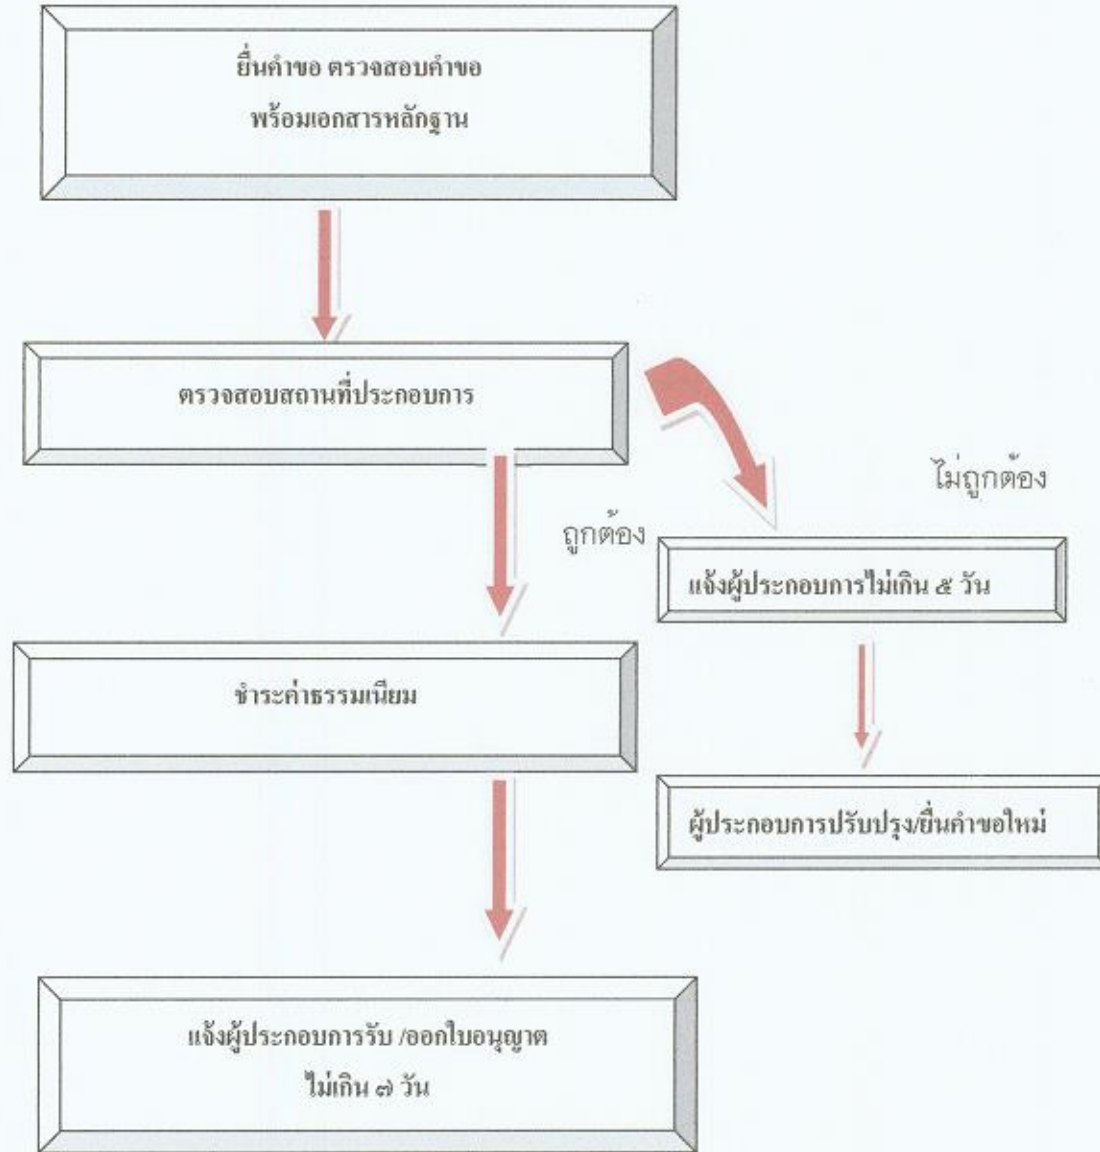 ยื่นคำขอ ตรวจสอบคำขอ
พร้อมเอกสารหลักฐาน
ตรวจสอบสถานที่ประกอบการ
ไม่ถูกต้อง
ถูกต้อง
แจ้งผู้ประกอบการไม่เกิน ๕ วัน
ชำระค่าธรรมเนียม
ผู้ประกอบการปรับปรุง/ยื่นคำขอใหม่
แจ้งผู้ประกอบการรับ /ออกใบอนุญาต
ไม่เกิน ๗ วัน